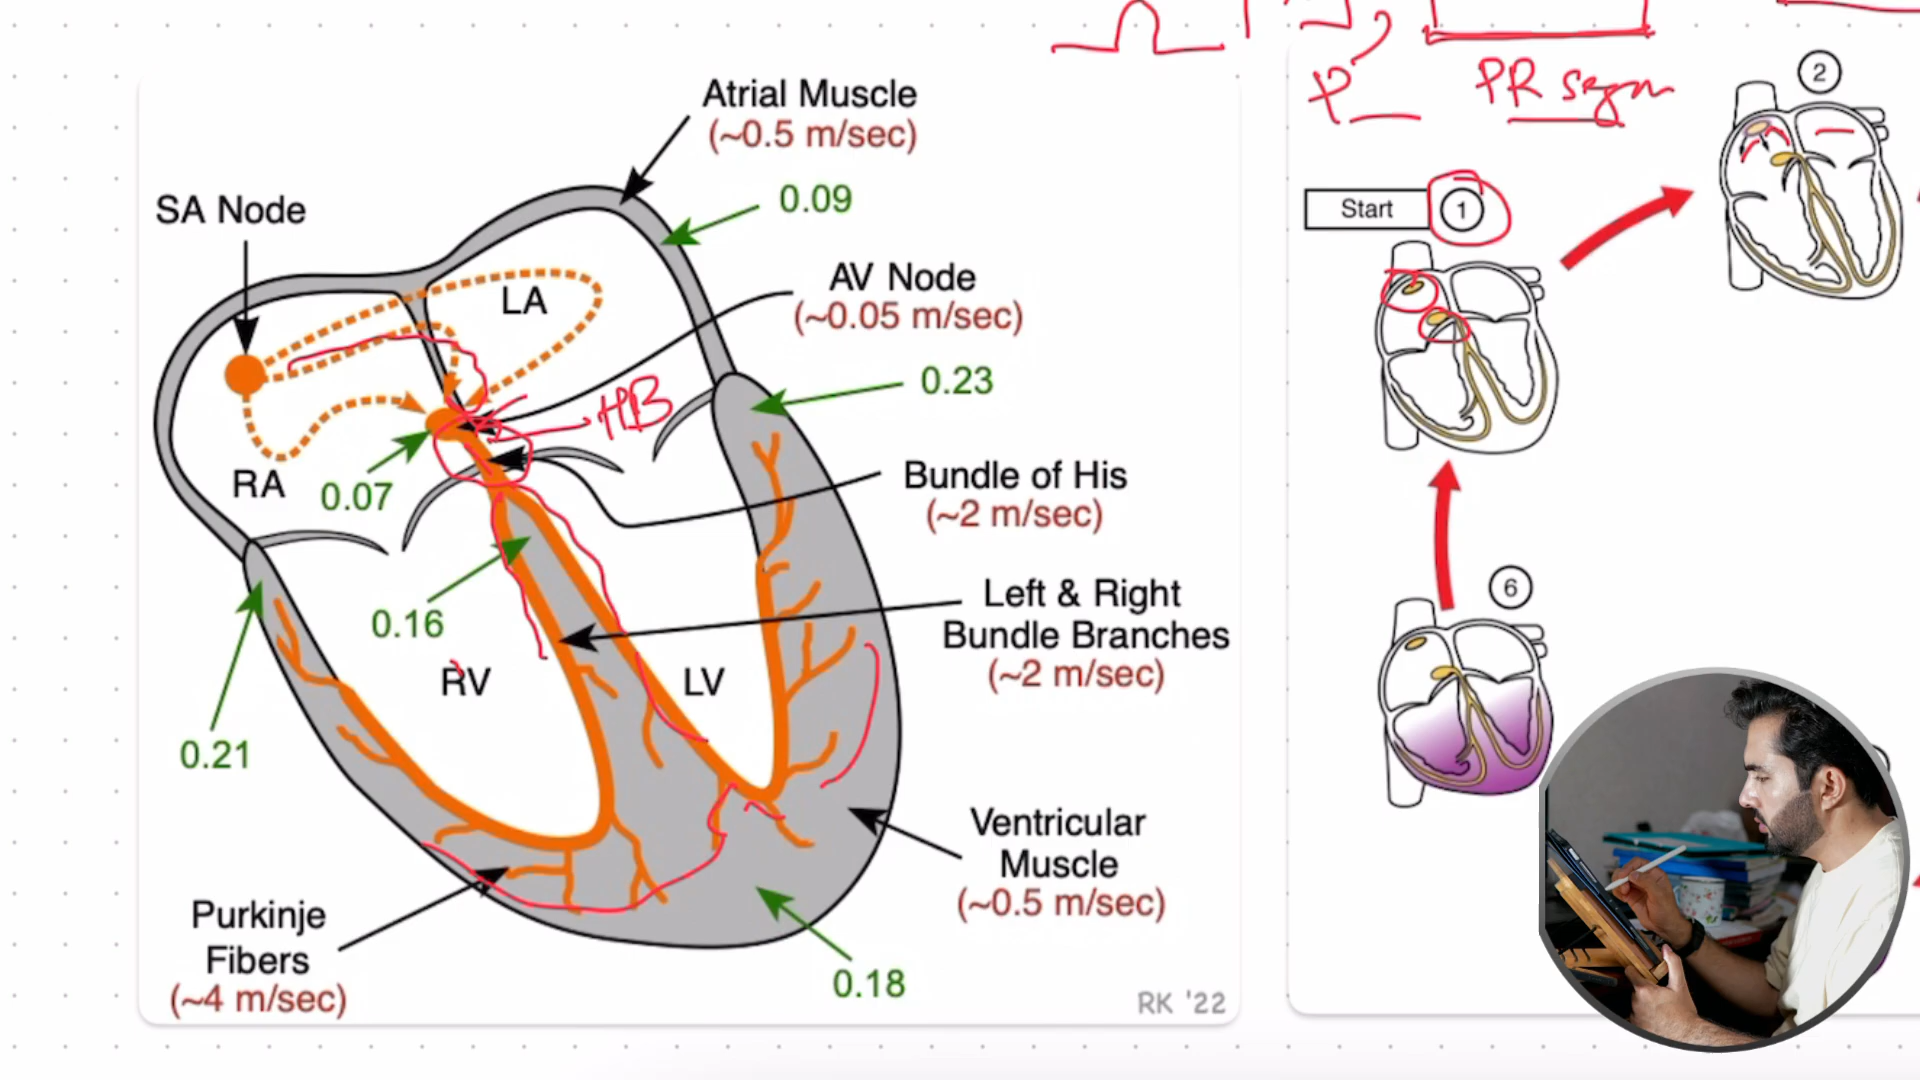 Atrial Muscle
(~0.5 m/sec)
0.09
SA Node
LA
AV Node
(~0.05 m/sec)
0.23
HB
RA
0.07
Bundle of His
(~2 m/sec)
0.16
Left & Right
Bundle Branches
(~2 m/sec)
RV
LV
0.21
Ventricular
Muscle
(~0.5 m/sec)
Purkinje
Fibers
(~4 m/sec)
0.18
RK '22
P
PR segm
2
Start
1
6